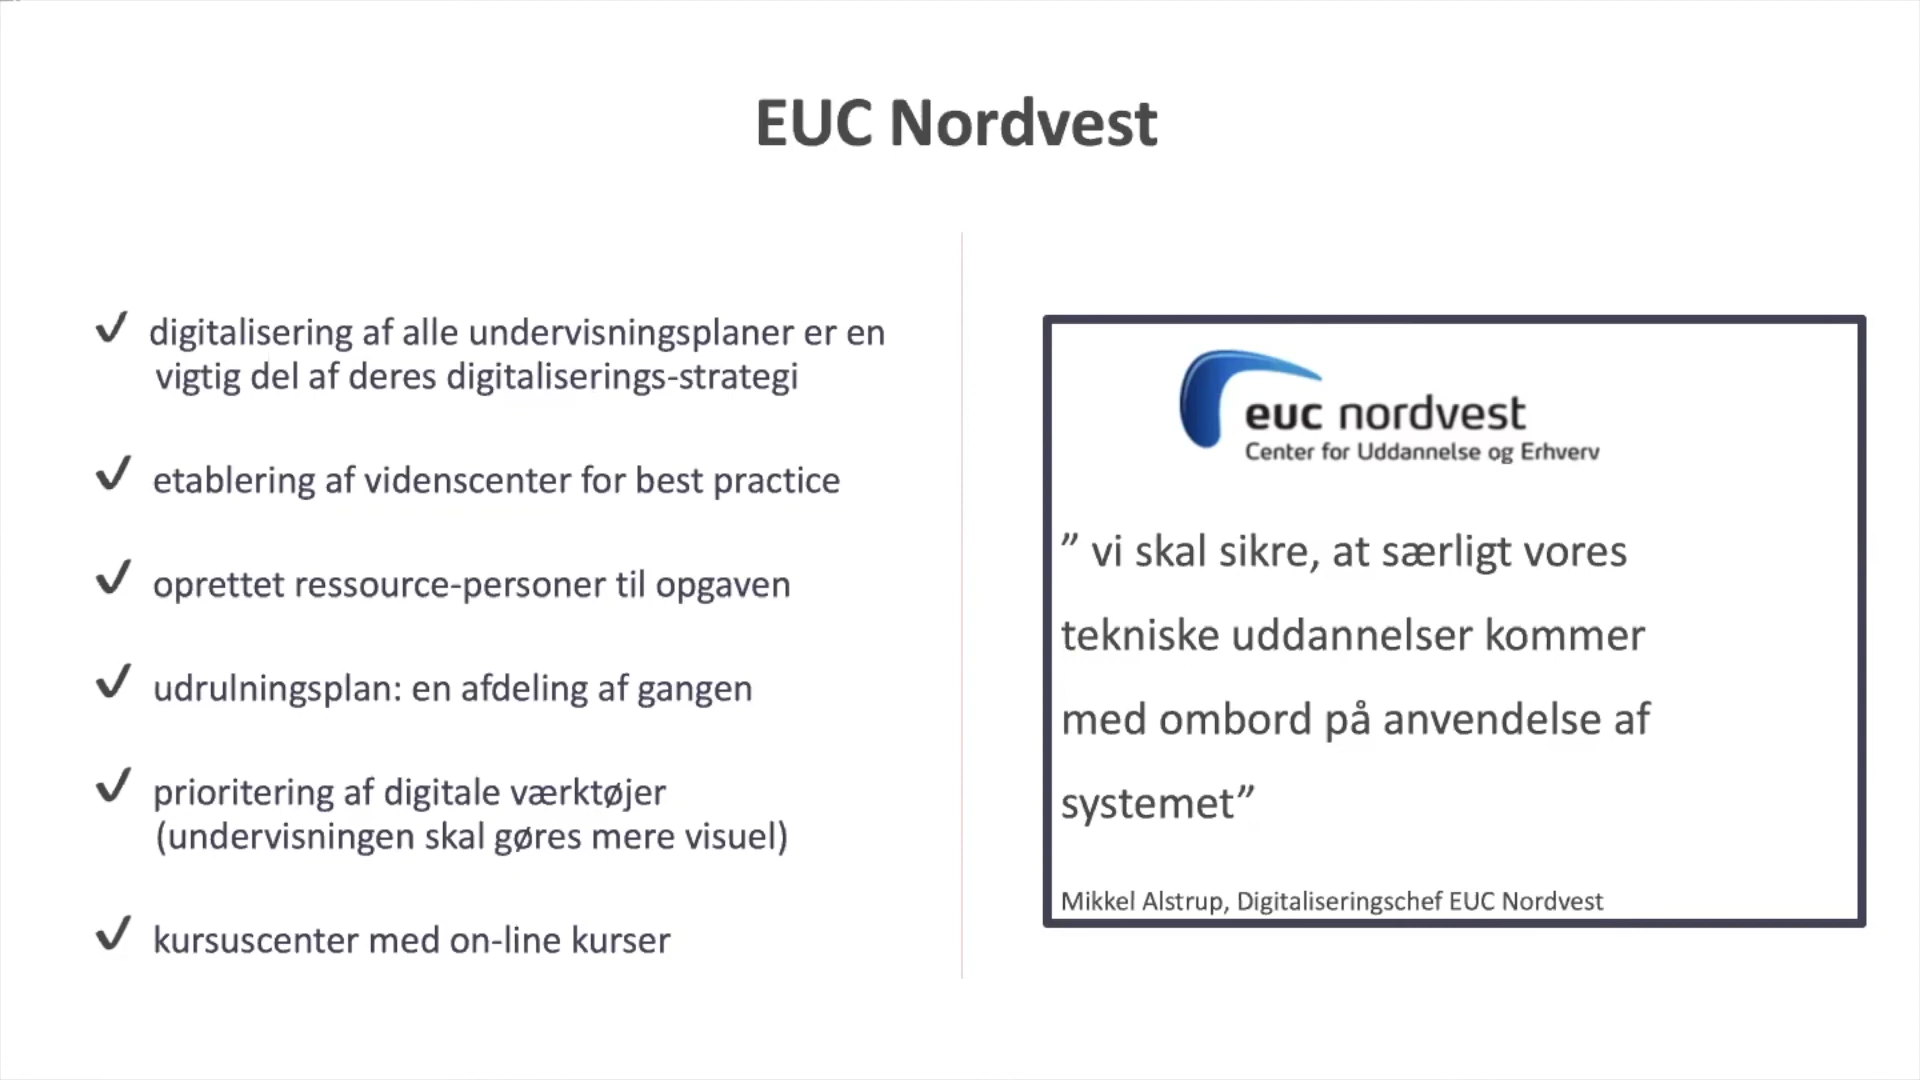 EUC Nordvest
✔ digitalisering af alle undervisningsplaner er en
vigtig del af deres digitaliserings-strategi
✔ etablering af videnscenter for best practice
✔ oprettet ressource-personer til opgaven
✔ udrulningsplan: en afdeling af gangen
✔ prioritering af digitale værktøjer
(undervisningen skal gøres mere visuel)
✔ kursuscenter med on-line kurser
euc nordvest
Center for Uddannelse og Erhverv
” vi skal sikre, at særligt vores
tekniske uddannelser kommer
med ombord på anvendelse af
systemet”
Mikkel Alstrup, Digitaliseringschef EUC Nordvest